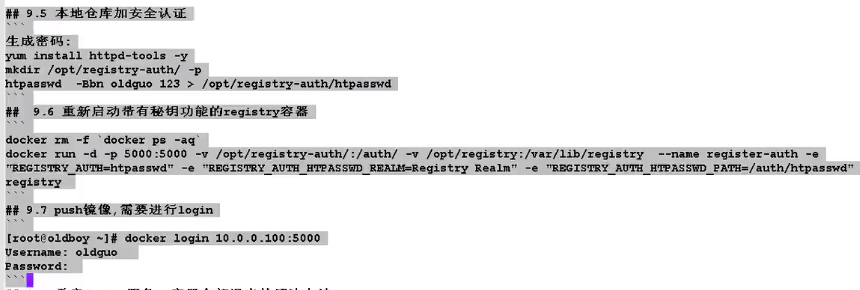 ## 9.5 本地仓库加安全认证
```
生成密码:
yum install httpd-tools -y
mkdir /opt/registry-auth/ -p
htpasswd  -Bbn oldguo 123 > /opt/registry-auth/htpasswd
```
##  9.6 重新启动带有秘钥功能的registry容器
```
docker rm -f `docker ps -aq`
docker run -d -p 5000:5000 -v /opt/registry-auth/:/auth/ -v /opt/registry:/var/lib/registry  --name register-auth -e
"REGISTRY_AUTH=htpasswd" -e "REGISTRY_AUTH_HTPASSWD_REALM=Registry Realm" -e "REGISTRY_AUTH_HTPASSWD_PATH=/auth/htpasswd"
registry
```
## 9.7 push镜像,需要进行login
```
[root@oldboy ~]# docker login 10.0.0.100:5000
Username: oldguo
Password:
```